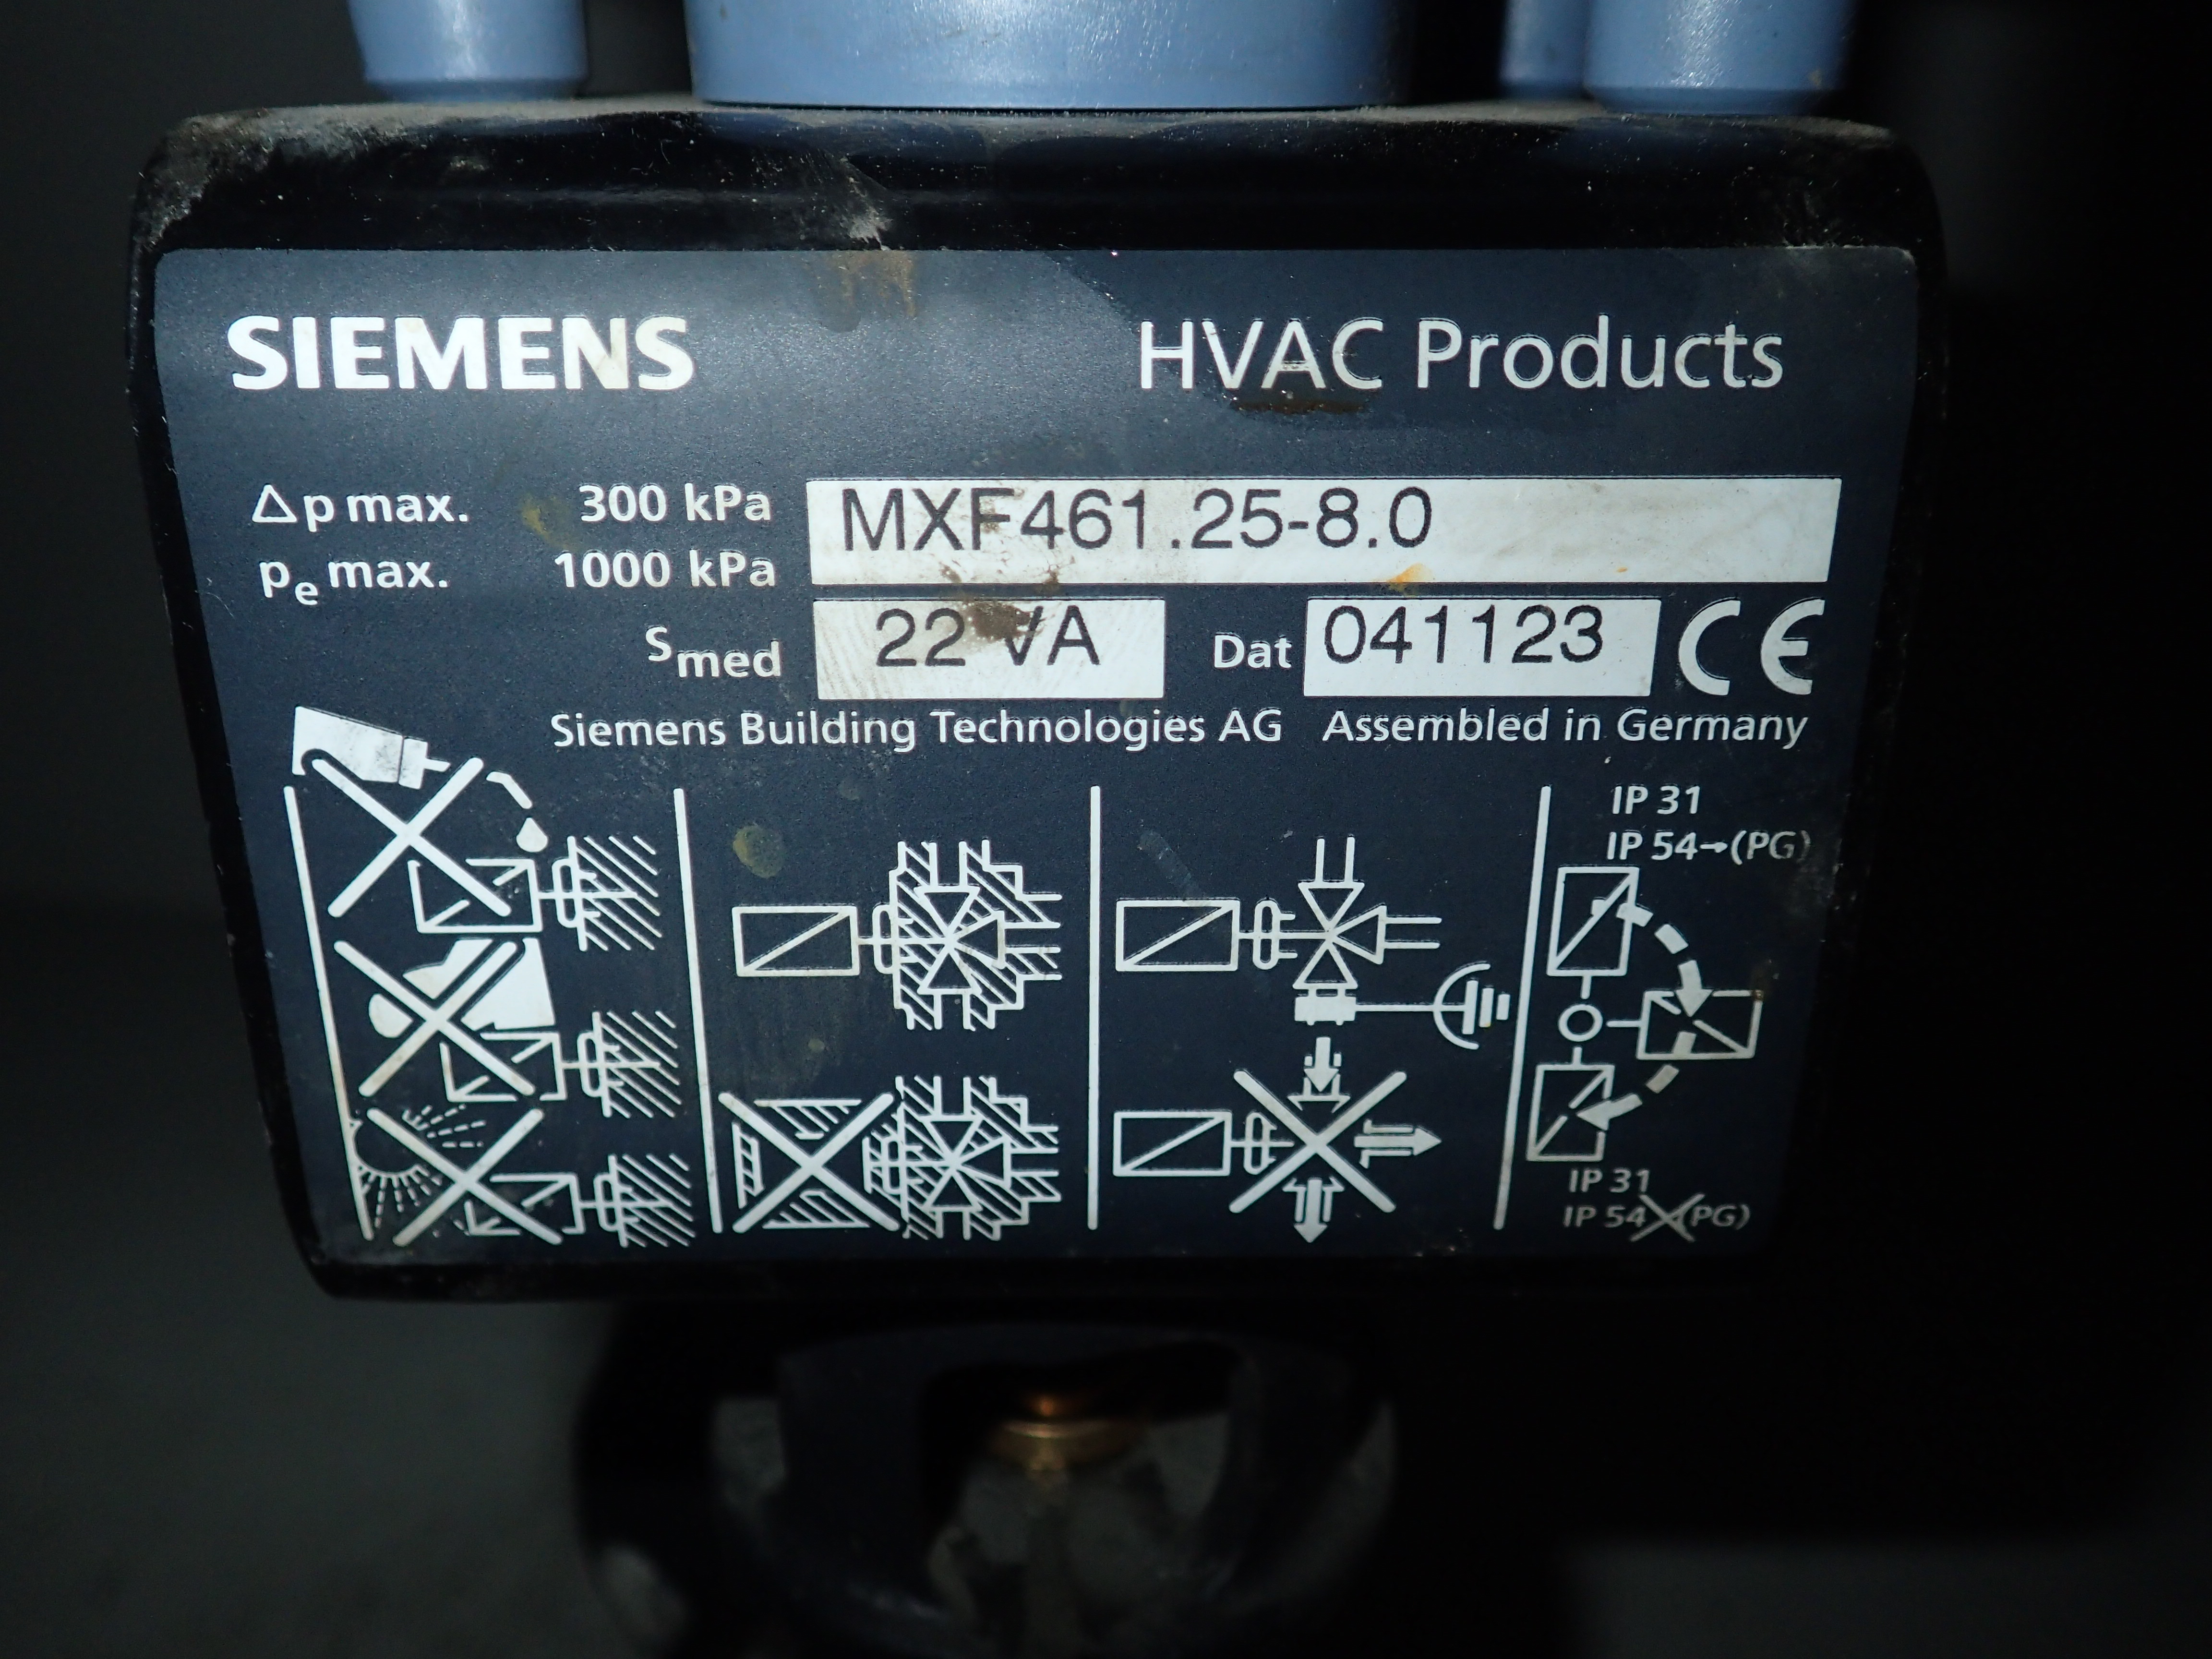 SIEMENS HVAC Products
Δp max. 300 kPa MXF461.25-8.0
pe max. 1000 kPa
Smed 22 VA Dat 041123 CE
Siemens Building Technologies AG Assembled in Germany
IP 31
IP 54→(PG)
IP 31
IP 54 (PG)